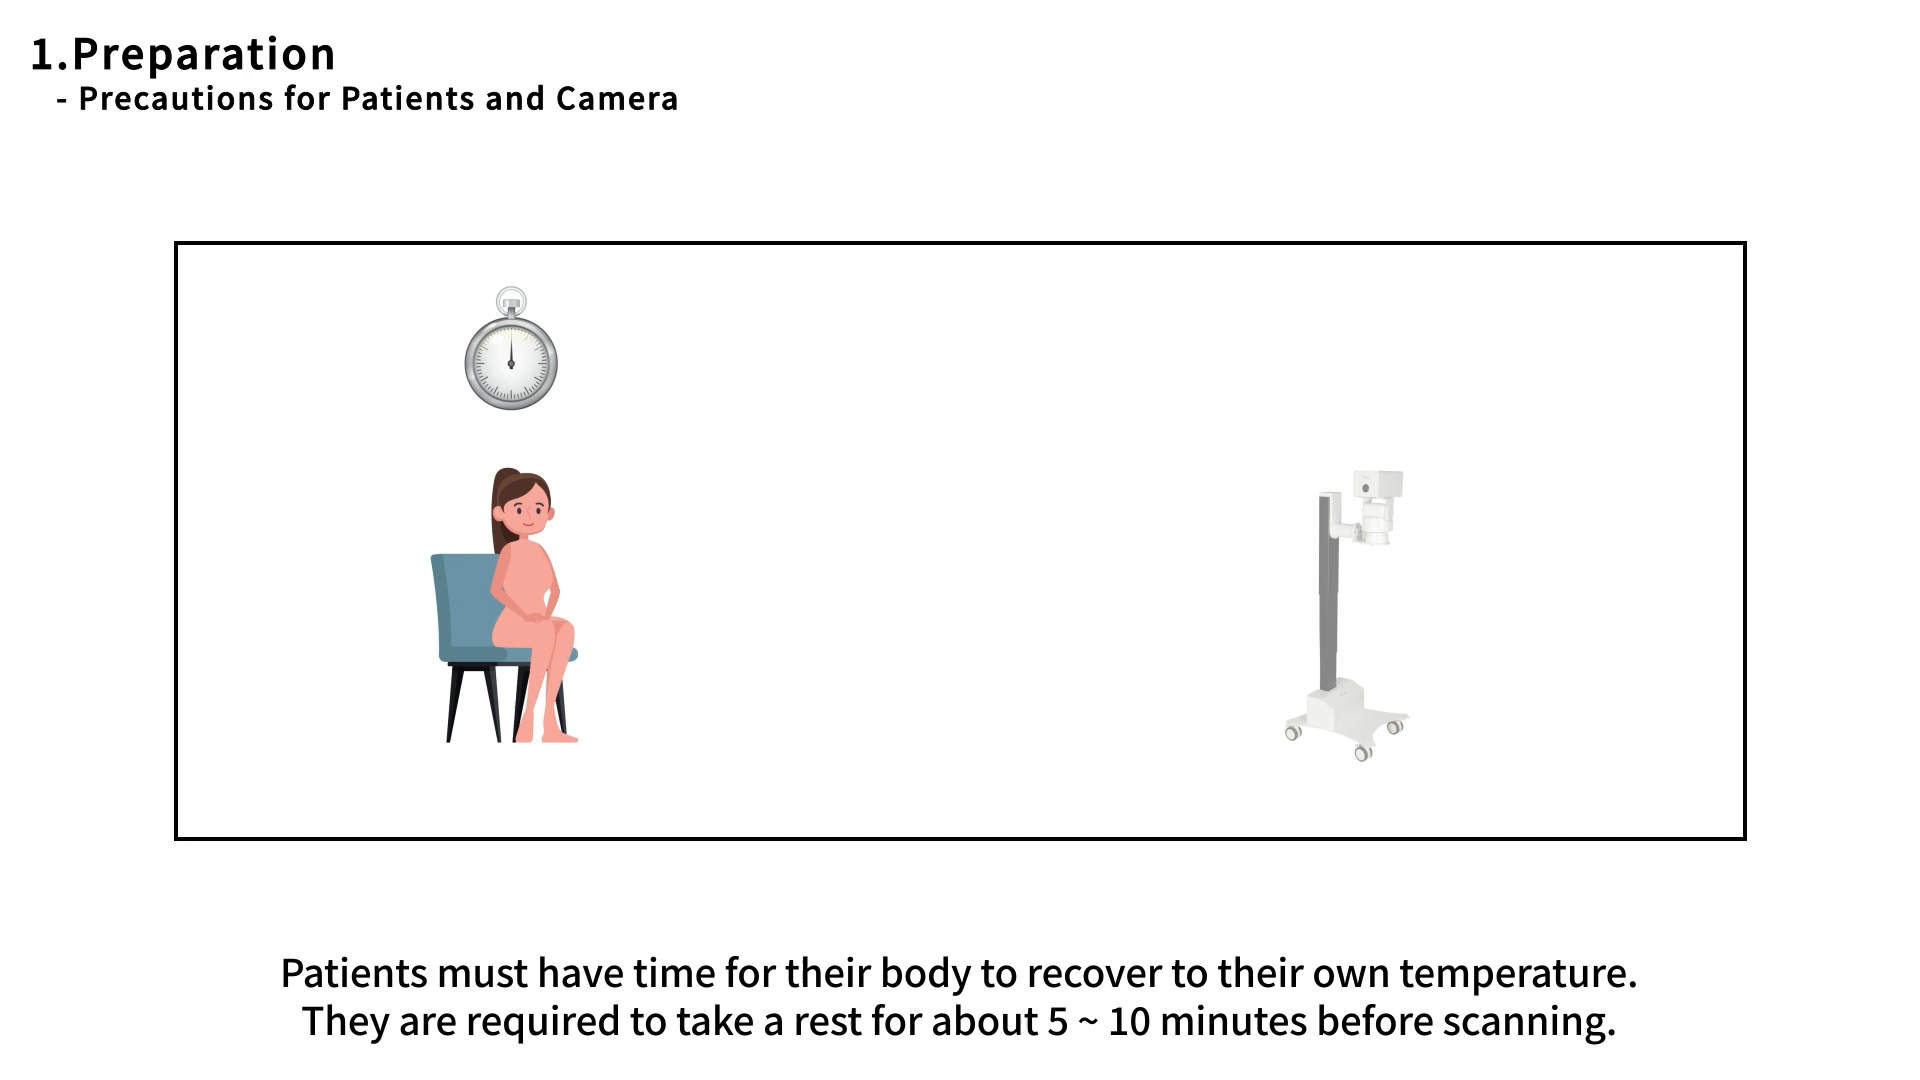 1.Preparation
- Precautions for Patients and Camera
Patients must have time for their body to recover to their own temperature.
They are required to take a rest for about 5 ~ 10 minutes before scanning.